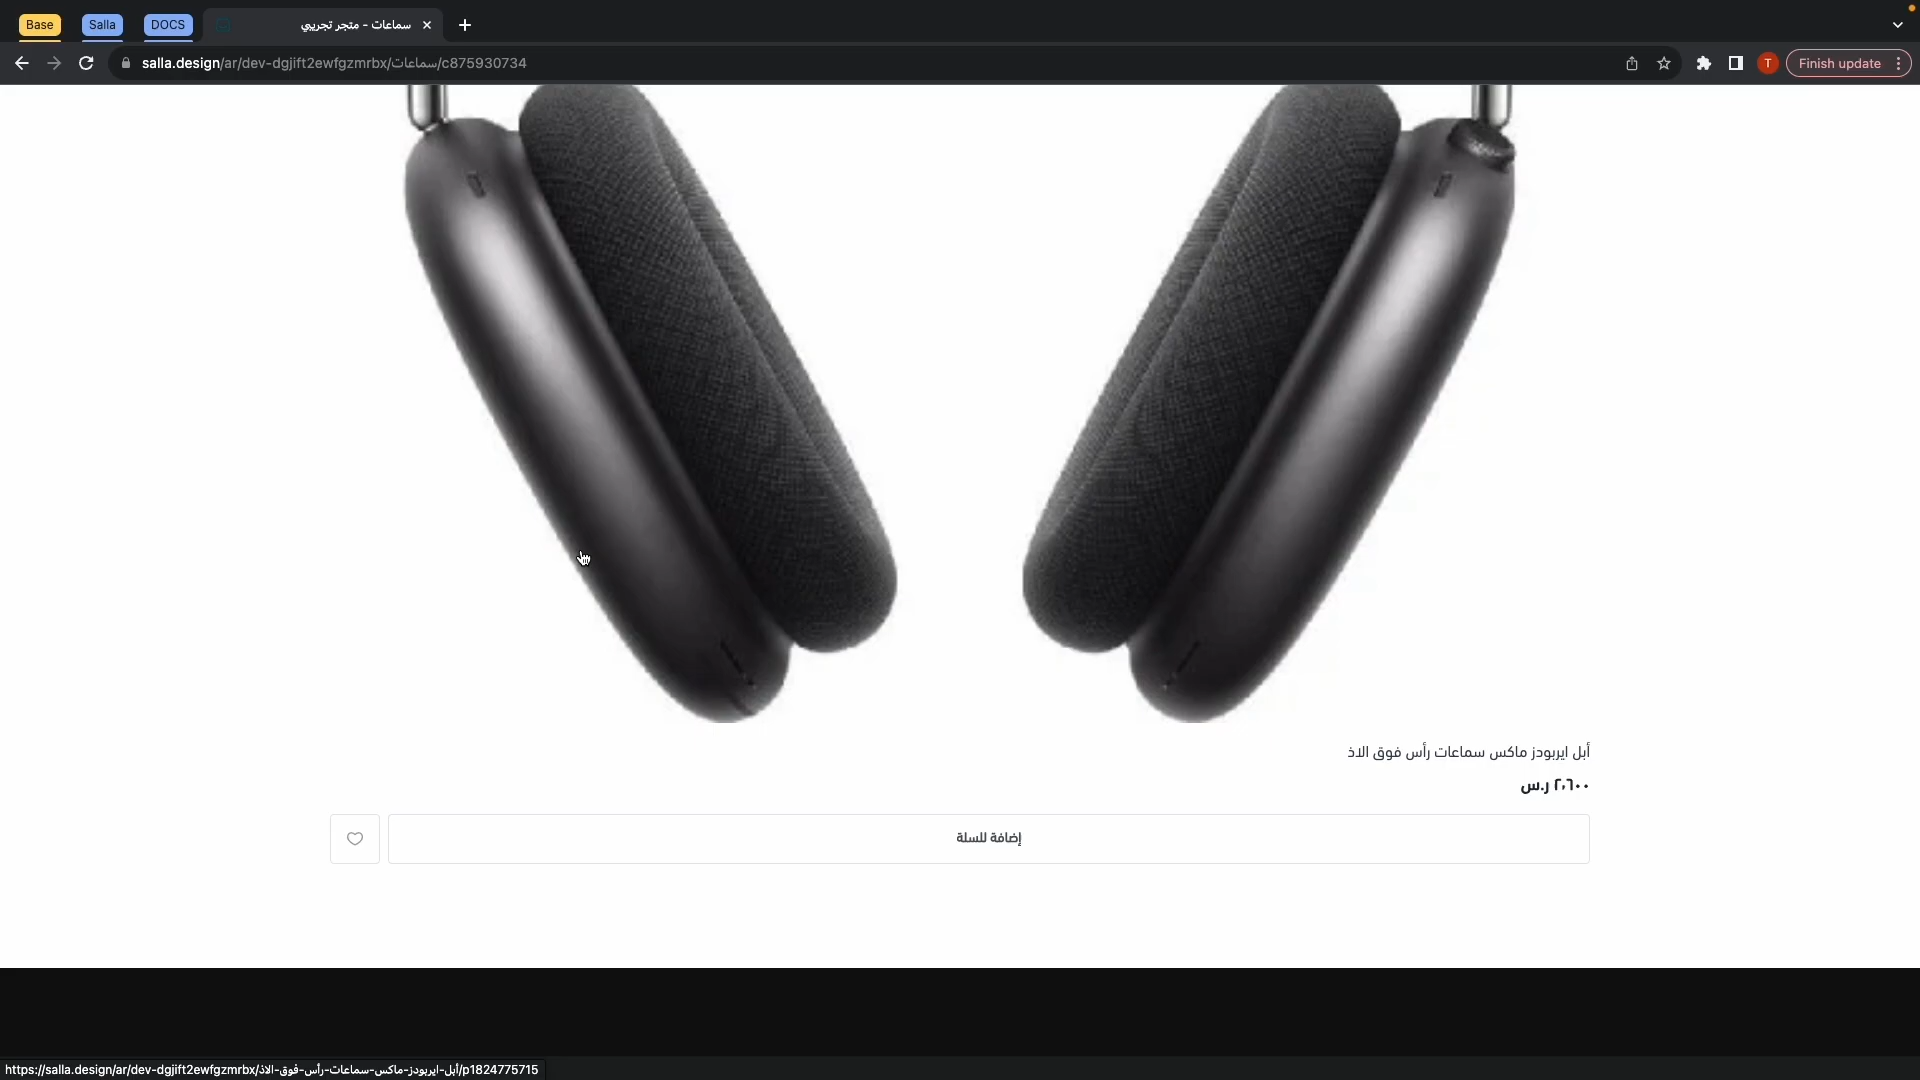 Base
Salla
DOCS
سماعات - متجر تجريبي
salla.design/ar/dev-dgjift2ewfgzmrbx/سماعات/c875930734
T
Finish update
أبل ايربودز ماكس سماعات رأس فوق الاذ
٢٬٦٠٠ ر.س
إضافة للسلة
https://salla.design/ar/dev-dgjift2ewfgzmrbx/أبل-ايربودز-ماكس-سماعات-رأس-فوق-الاذ/p1824775715